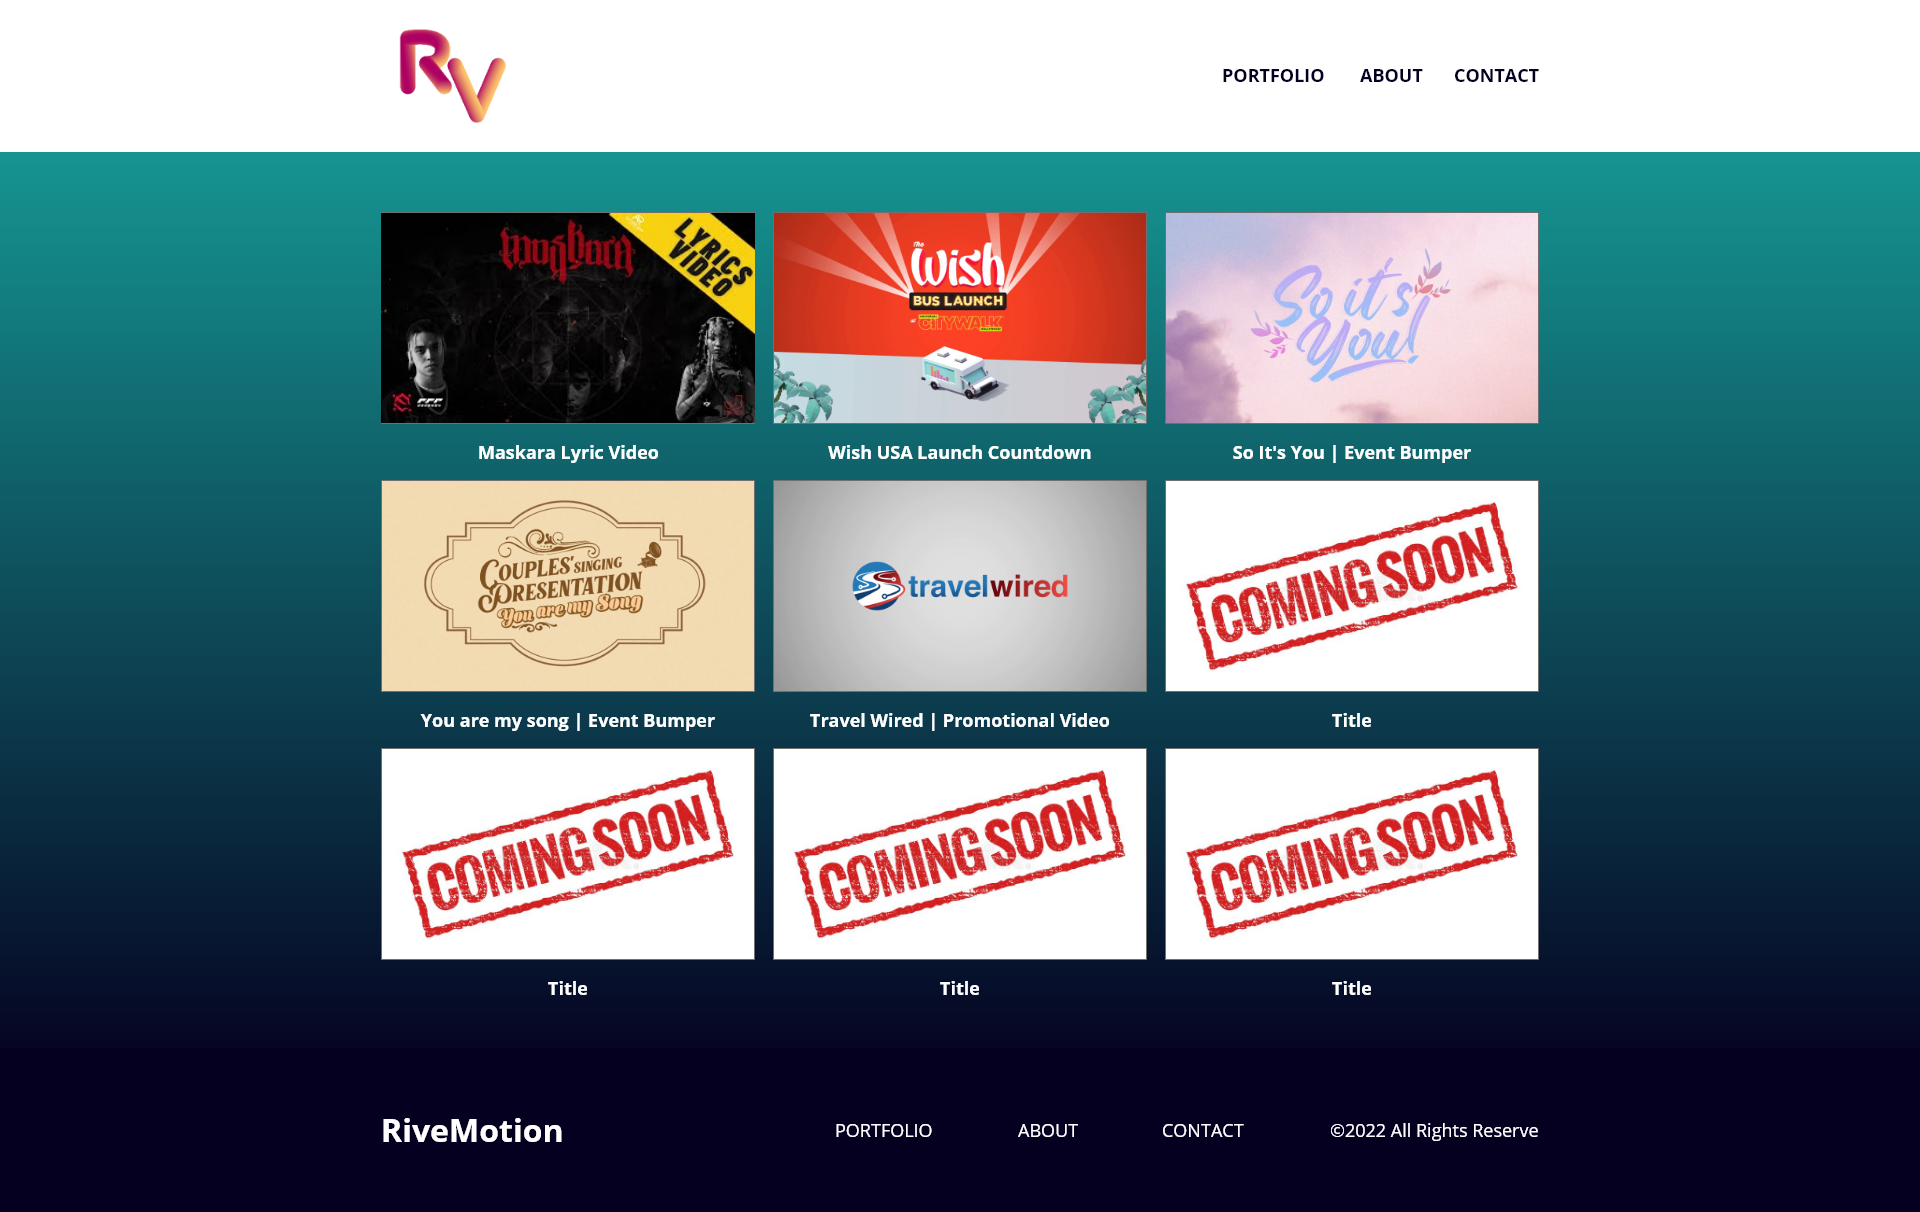 RV
PORTFOLIO ABOUT CONTACT
Maskara
LYRICS
VIDEO
The
Wish
BUS LAUNCH
CITYWALK
So it's
You!
Maskara Lyric Video
Wish USA Launch Countdown
So It's You | Event Bumper
COUPLES' SINGING
PRESENTATION
You are my Song
travelwired
COMING SOON
You are my song | Event Bumper
Travel Wired | Promotional Video
Title
COMING SOON
COMING SOON
COMING SOON
Title
Title
Title
RiveMotion
PORTFOLIO ABOUT CONTACT ©2022 All Rights Reserve